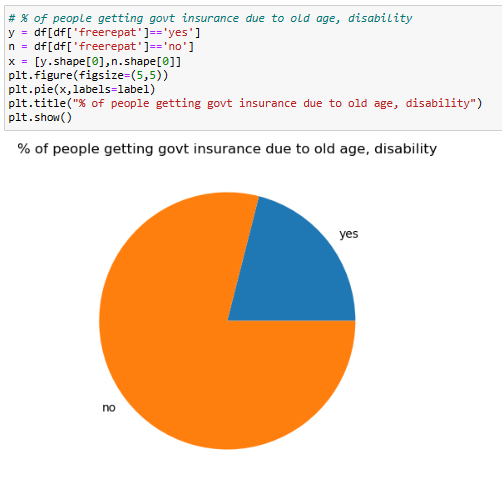 # % of people getting govt insurance due to old age, disability
y = df[df['freerepat']=='yes']
n = df[df['freerepat']=='no']
x = [y.shape[0],n.shape[0]]
plt.figure(figsize=(5,5))
plt.pie(x,labels=label)
plt.title("% of people getting govt insurance due to old age, disability")
plt.show()
% of people getting govt insurance due to old age, disability
yes
no